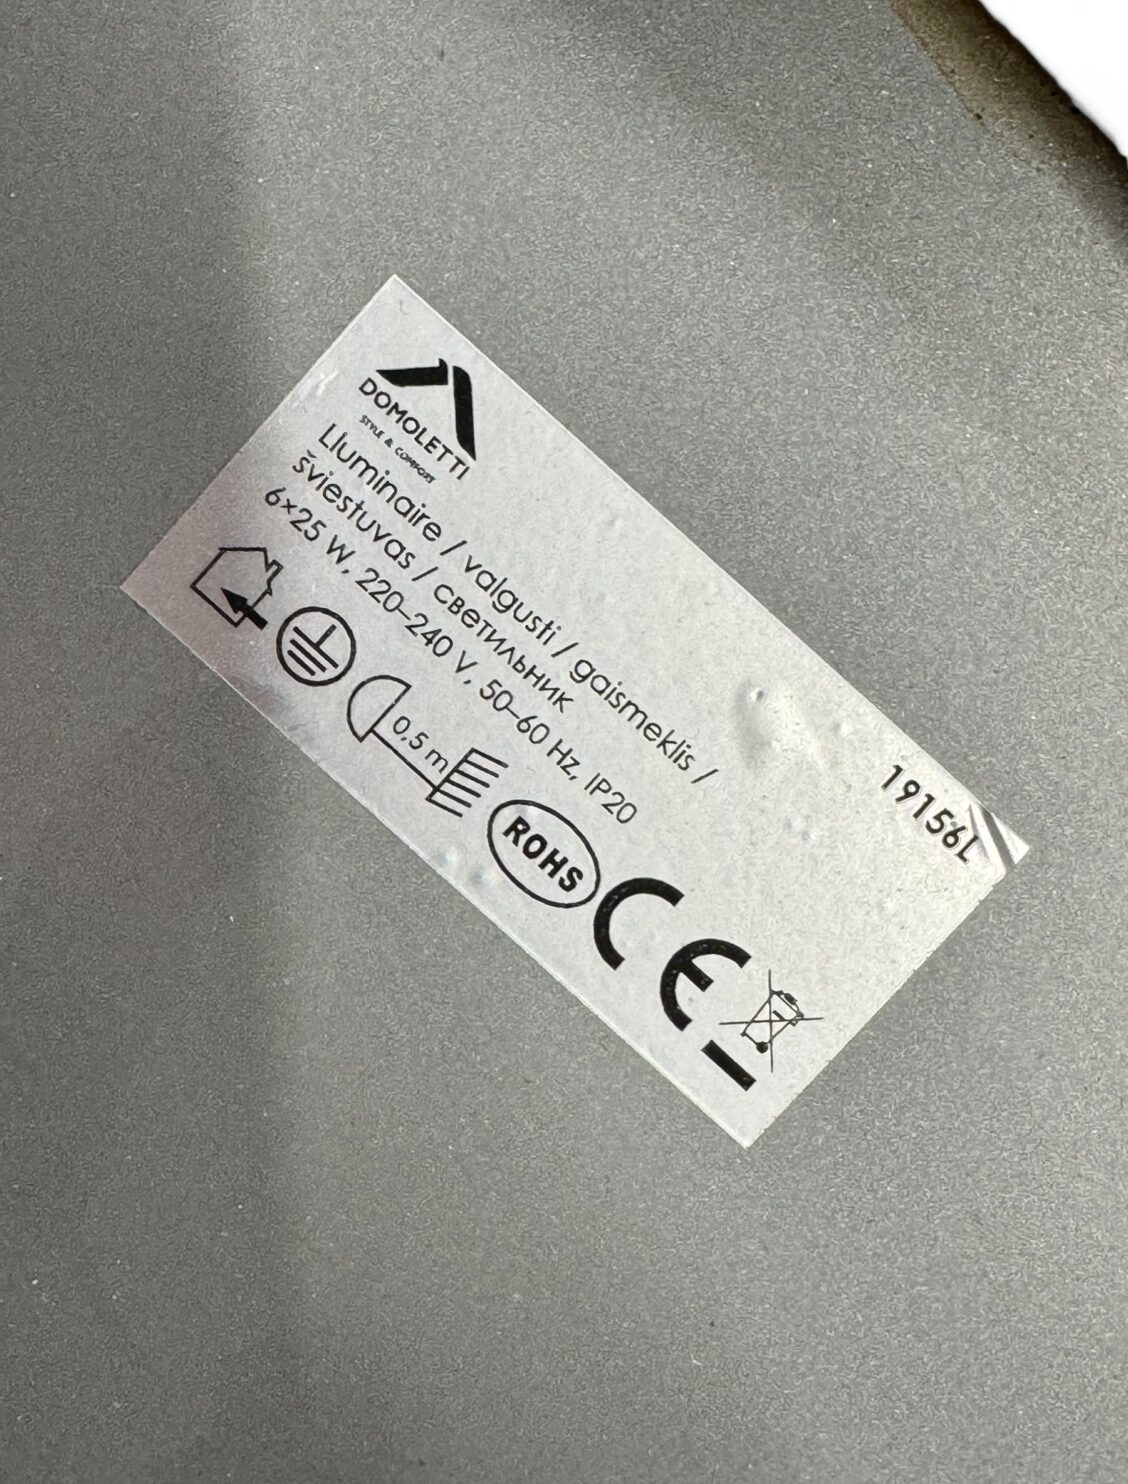 DOMOLETTI
STYLE & COMFORT
Lluminaire / valgusti / gaismeklis /
šviestuvas / светильник
6×25 W, 220–240 V, 50–60 Hz, IP20
19156L
0,5 m
ROHS
CE